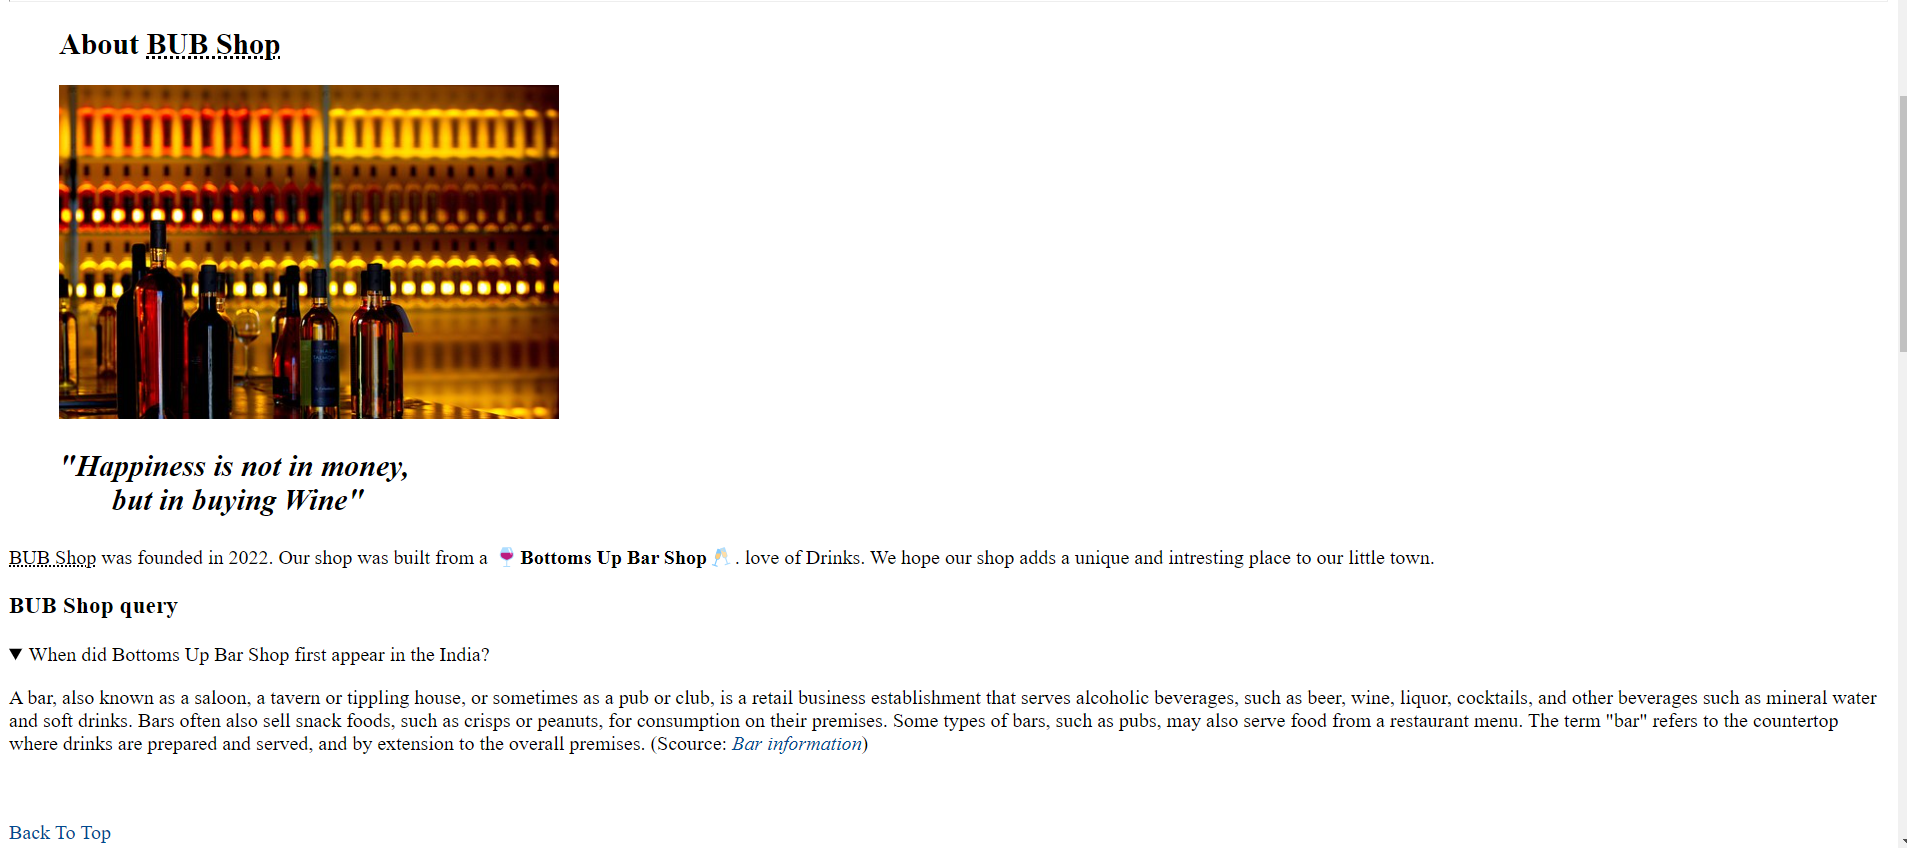 About BUB Shop
"Happiness is not in money,
but in buying Wine"
BUB Shop was founded in 2022. Our shop was built from a 🍷 Bottoms Up Bar Shop 🥂 . love of Drinks. We hope our shop adds a unique and intresting place to our little town.
BUB Shop query
▼ When did Bottoms Up Bar Shop first appear in the India?
A bar, also known as a saloon, a tavern or tippling house, or sometimes as a pub or club, is a retail business establishment that serves alcoholic beverages, such as beer, wine, liquor, cocktails, and other beverages such as mineral water
and soft drinks. Bars often also sell snack foods, such as crisps or peanuts, for consumption on their premises. Some types of bars, such as pubs, may also serve food from a restaurant menu. The term "bar" refers to the countertop
where drinks are prepared and served, and by extension to the overall premises. (Scource: Bar information)
Back To Top